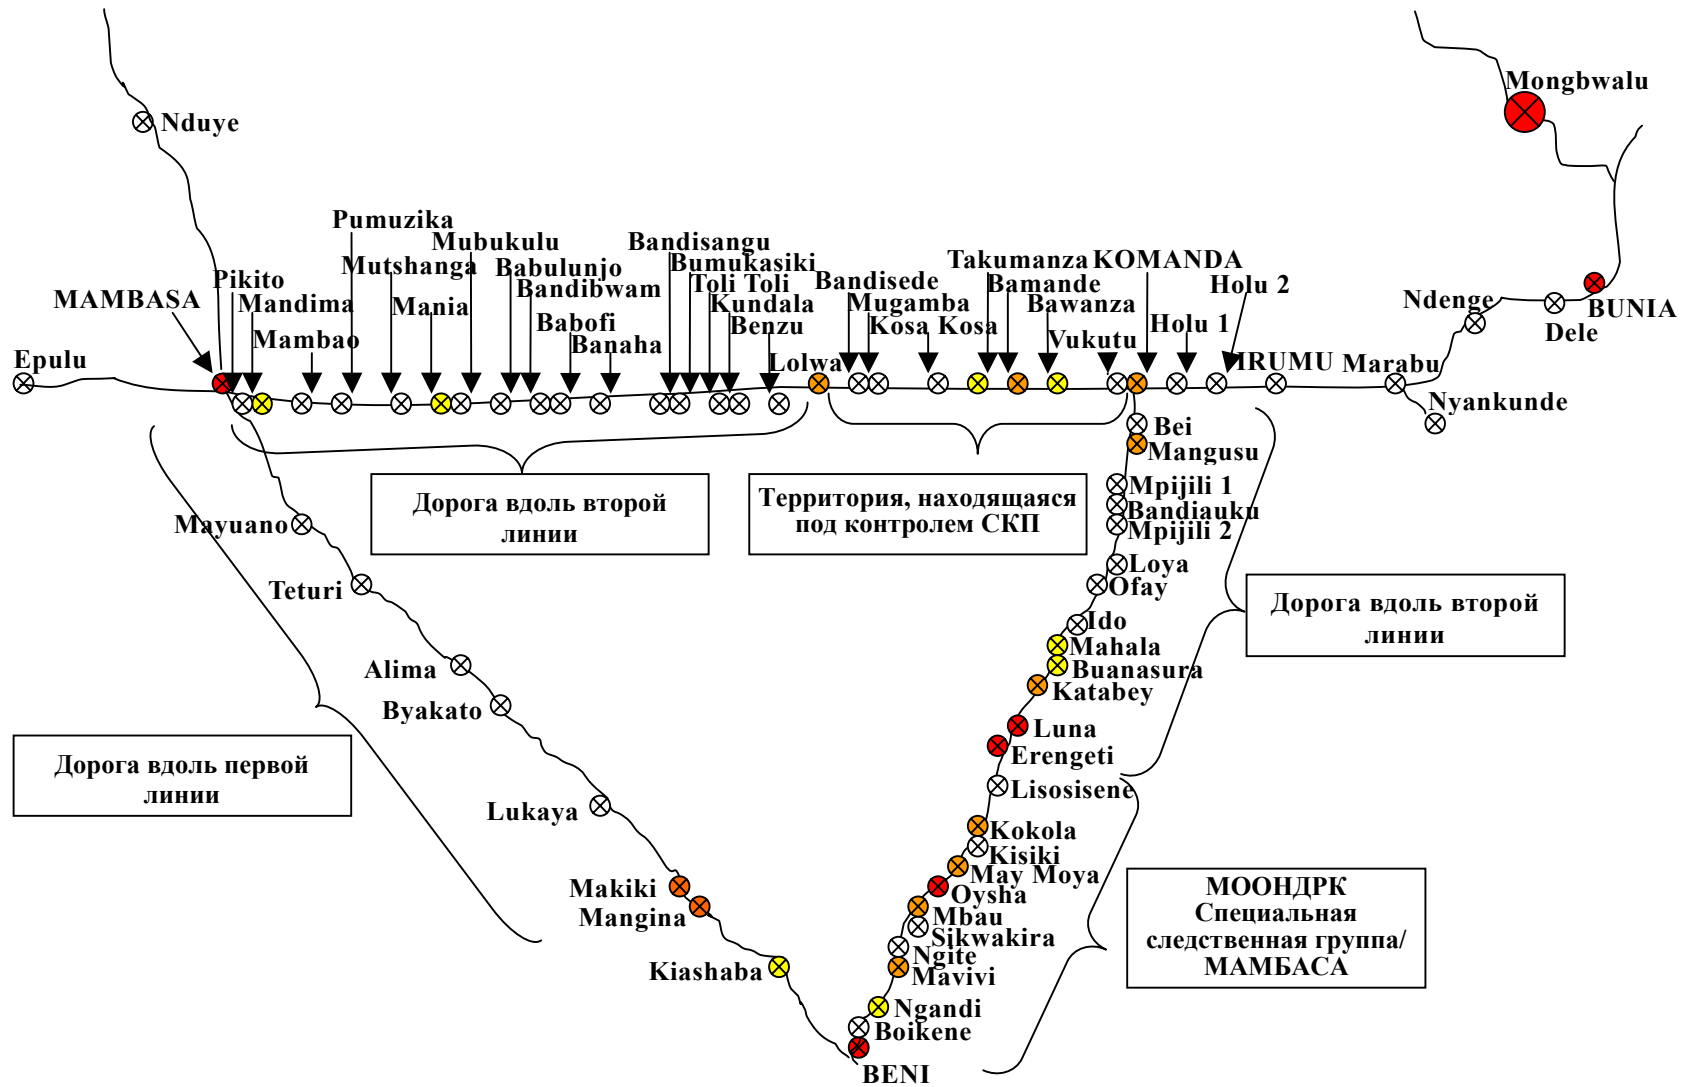 Mongbwalu
Nduye
Pumuzika
Mubukulu
Bandisangu
Takumanza
KOMANDA
Mutshanga
Babulunjo
Bumukasiki
Pikito
Bandisede
Bamande
Holu 2
MAMBASA
Mandima
Mania
Bandibwam
Toli Toli
Mugamba
Bawanza
Ndenge
BUNIA
Mambao
Babofi
Kundala
Kosa Kosa
Vukutu
Holu 1
Dele
Banaha
Benzu
Epulu
Lolwa
IRUMU
Marabu
Nyankunde
Bei
Mangusu
Дорога вдоль второй
линии
Территория, находящаяся
под контролем СКП
Mpijili 1
Bandiauku
Mpijili 2
Mayuano
Loya
Ofay
Teturi
Дорога вдоль второй
линии
Ido
Mahala
Buanasura
Alima
Katabey
Byakato
Luna
Erengeti
Дорога вдоль первой
линии
Lisosisene
Lukaya
Kokola
Kisiki
May Moya
Makiki
Oysha
Mangina
Mbau
Sikwakira
МООНДРК
Специальная
следственная группа/
МАМБАСА
Ngite
Kiashaba
Mavivi
Ngandi
Boikene
BENI